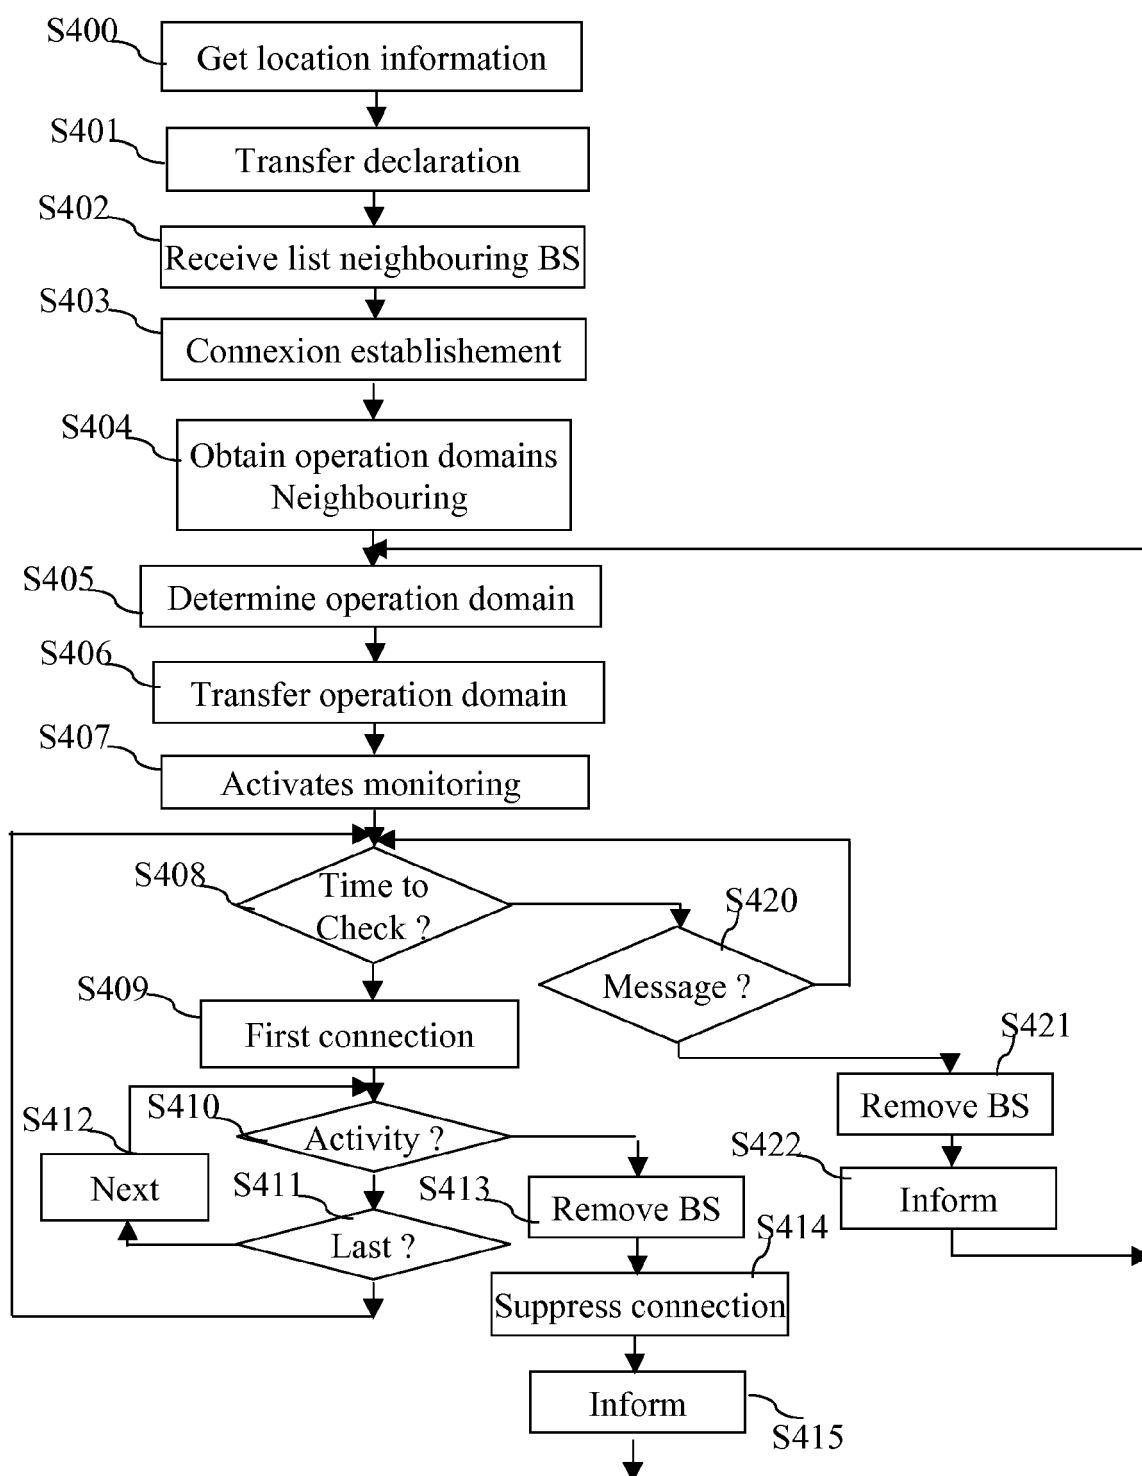 S400
Get location information
S401
Transfer declaration
S402
Receive list neighbouring BS
S403
Connexion establishement
S404
Obtain operation domains
Neighbouring
S405
Determine operation domain
S406
Transfer operation domain
S407
Activates monitoring
S408
Time to
Check ?
S420
Message ?
S409
First connection
S421
Remove BS
S410
Activity ?
S412
Next
S411
Last ?
S413
Remove BS
S422
Inform
S414
Suppress connection
Inform
S415